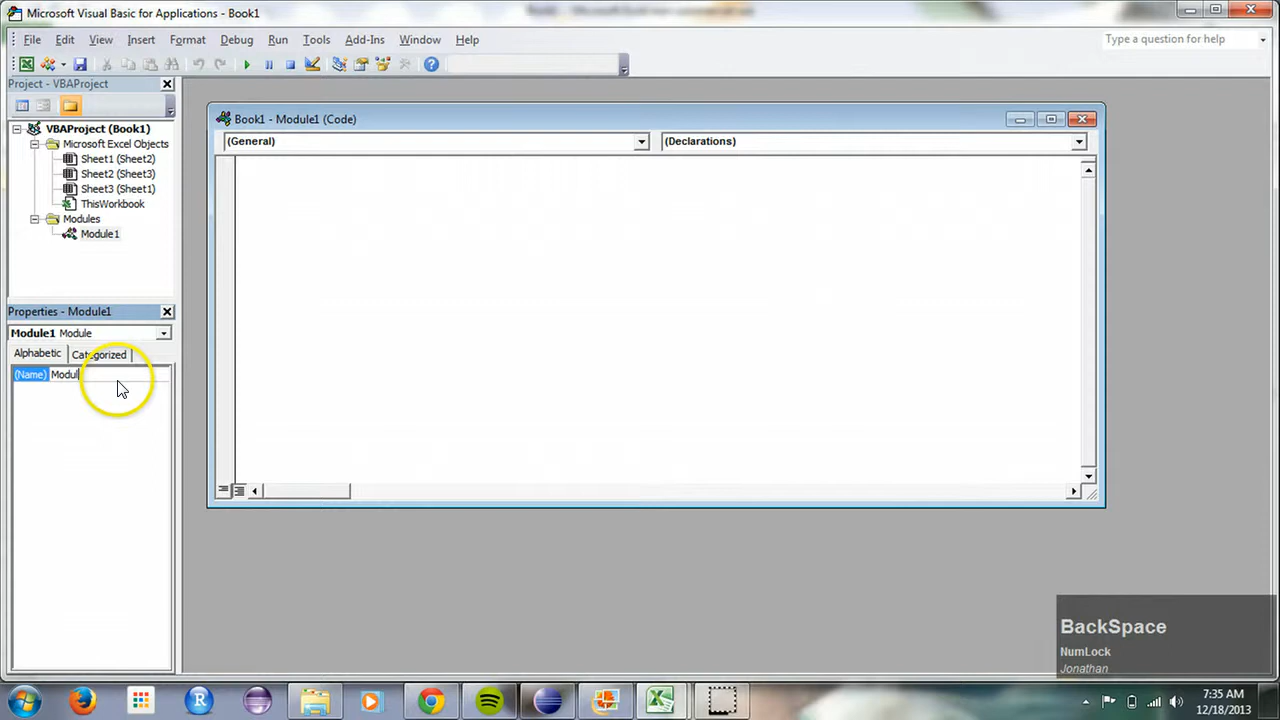 Microsoft Visual Basic for Applications - Book1
File Edit View Insert Format Debug Run Tools Add-Ins Window Help
Type a question for help
Project - VBAProject
VBAProject (Book1)
Microsoft Excel Objects
Sheet1 (Sheet2)
Sheet2 (Sheet3)
Sheet3 (Sheet1)
ThisWorkbook
Modules
Module1
Properties - Module1
Module1 Module
Alphabetic Categorized
(Name) Modul
Book1 - Module1 (Code)
(General) (Declarations)
BackSpace
NumLock
Jonathan
7:35 AM
12/18/2013